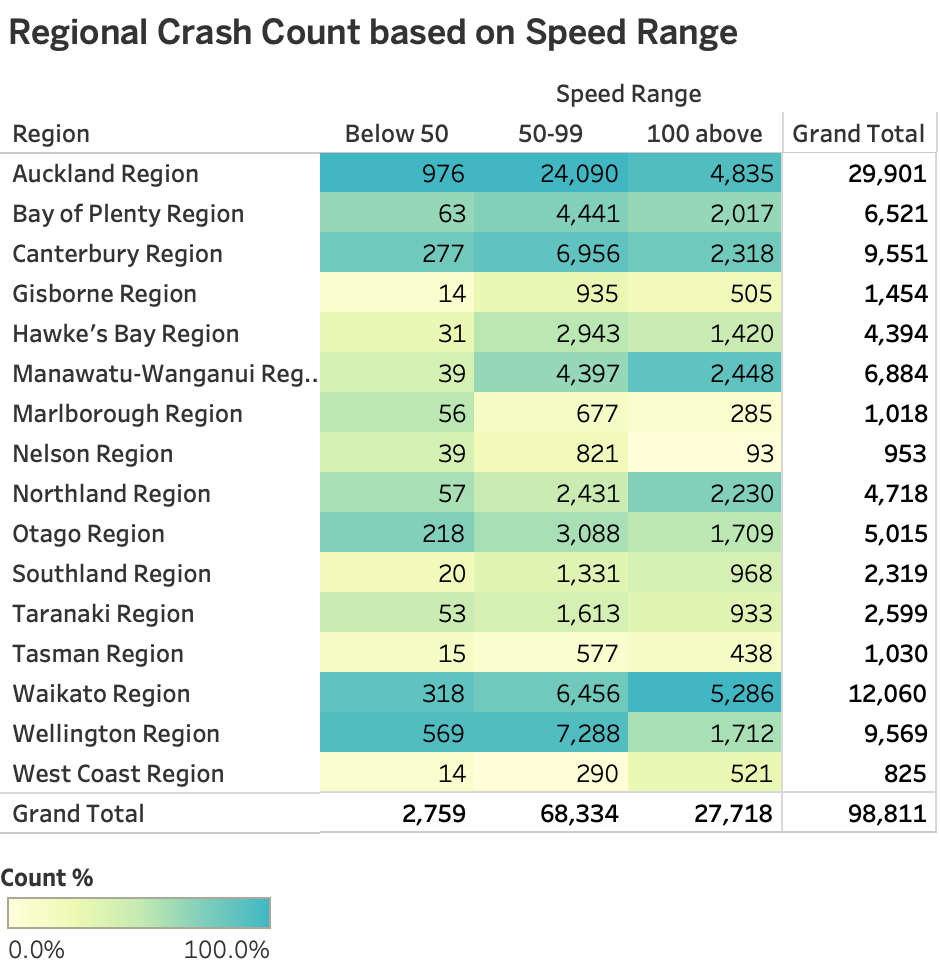 Regional Crash Count based on Speed Range
Speed Range
Region Below 50 50-99 100 above Grand Total
Auckland Region 976 24,090 4,835 29,901
Bay of Plenty Region 63 4,441 2,017 6,521
Canterbury Region 277 6,956 2,318 9,551
Gisborne Region 14 935 505 1,454
Hawke’s Bay Region 31 2,943 1,420 4,394
Manawatu-Wanganui Reg.. 39 4,397 2,448 6,884
Marlborough Region 56 677 285 1,018
Nelson Region 39 821 93 953
Northland Region 57 2,431 2,230 4,718
Otago Region 218 3,088 1,709 5,015
Southland Region 20 1,331 968 2,319
Taranaki Region 53 1,613 933 2,599
Tasman Region 15 577 438 1,030
Waikato Region 318 6,456 5,286 12,060
Wellington Region 569 7,288 1,712 9,569
West Coast Region 14 290 521 825
Grand Total 2,759 68,334 27,718 98,811
Count %
0.0% 100.0%